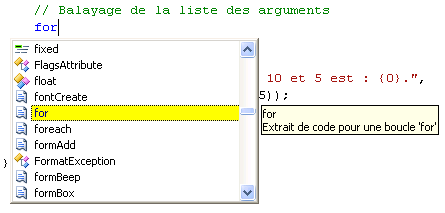 // Balayage de la liste des arguments
for
fixed
FlagsAttribute
float
10 et 5 est : {0}.",
fontCreate
5));
for
for
foreach
Extrait de code pour une boucle 'for'
formAdd
}
FormatException
formBeep
formBox